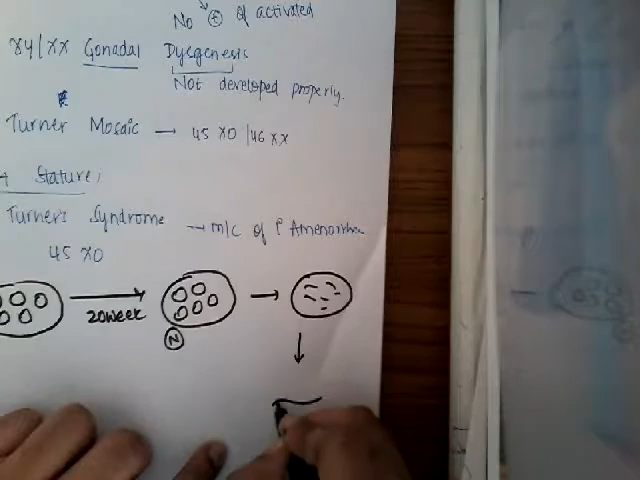 No ⊕ of activated
XY/XX Gonadal Dysgenesis
Not developed properly.
Turner Mosaic → 45 XO/46 XX
Stature;
Turner's Syndrome → m/c of 1° Amenorrhea
45 XO
20week
N